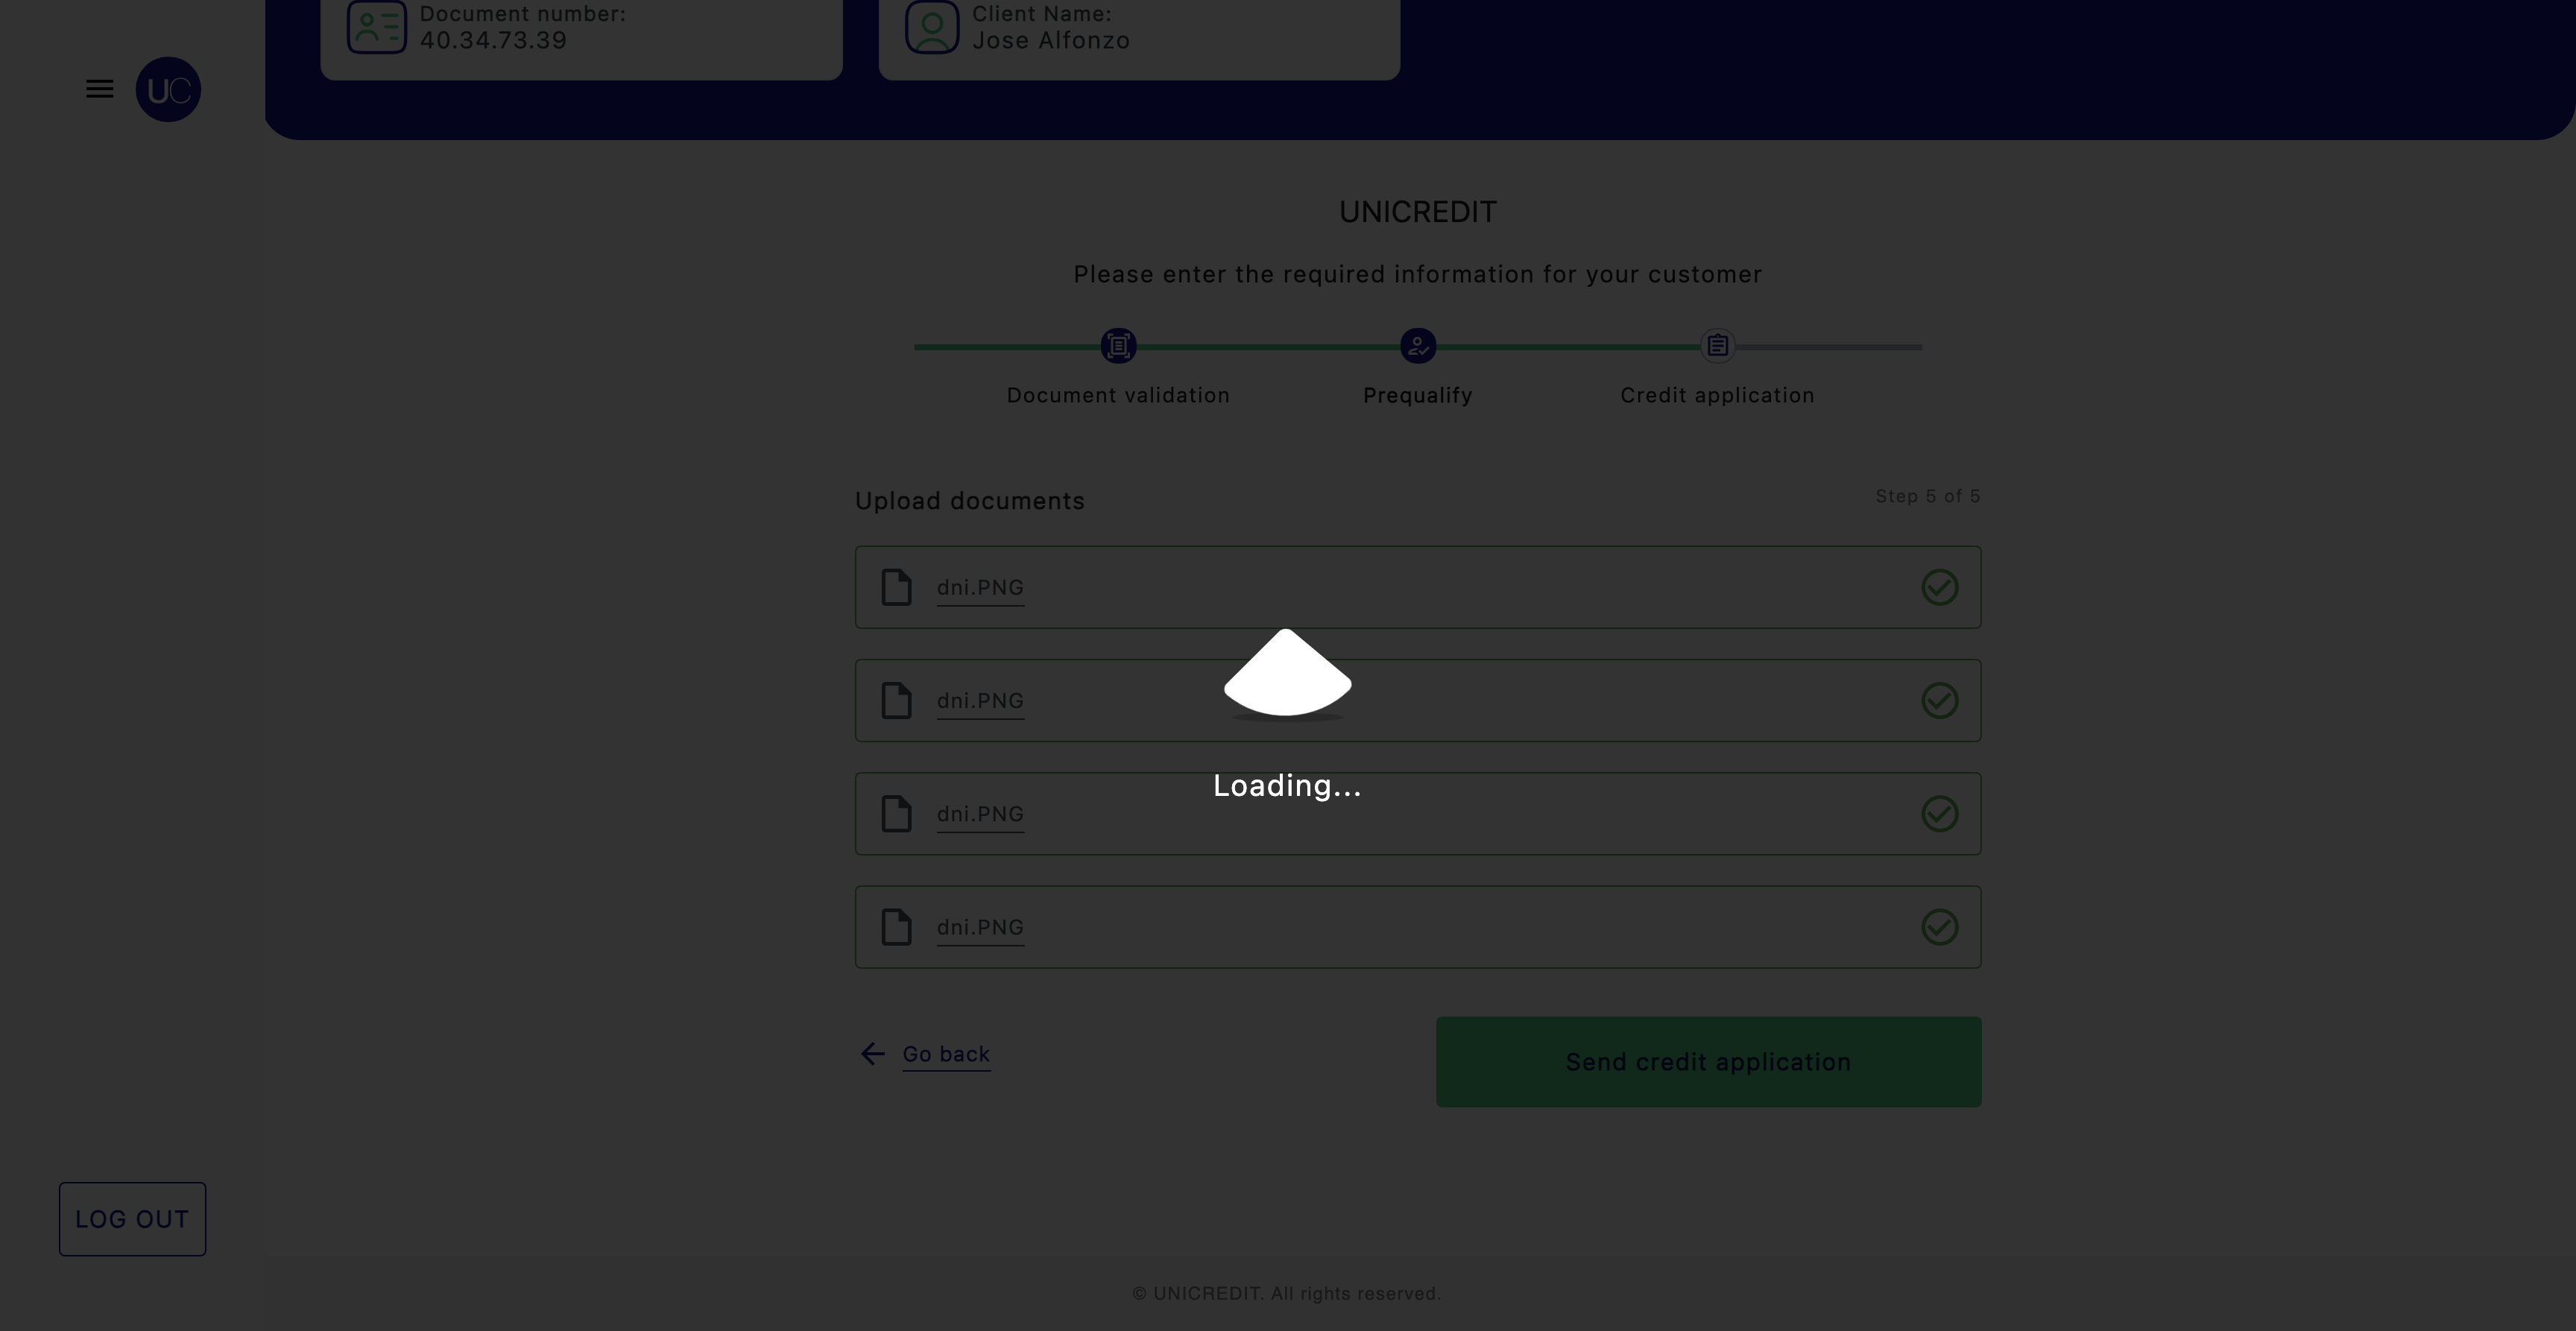 Document number:
40.34.73.39
Client Name:
Jose Alfonzo
UC
UNICREDIT
Please enter the required information for your customer
Document validation
Prequalify
Credit application
Upload documents
Step 5 of 5
dni.PNG
dni.PNG
Loading...
dni.PNG
dni.PNG
Go back
Send credit application
LOG OUT
© UNICREDIT. All rights reserved.